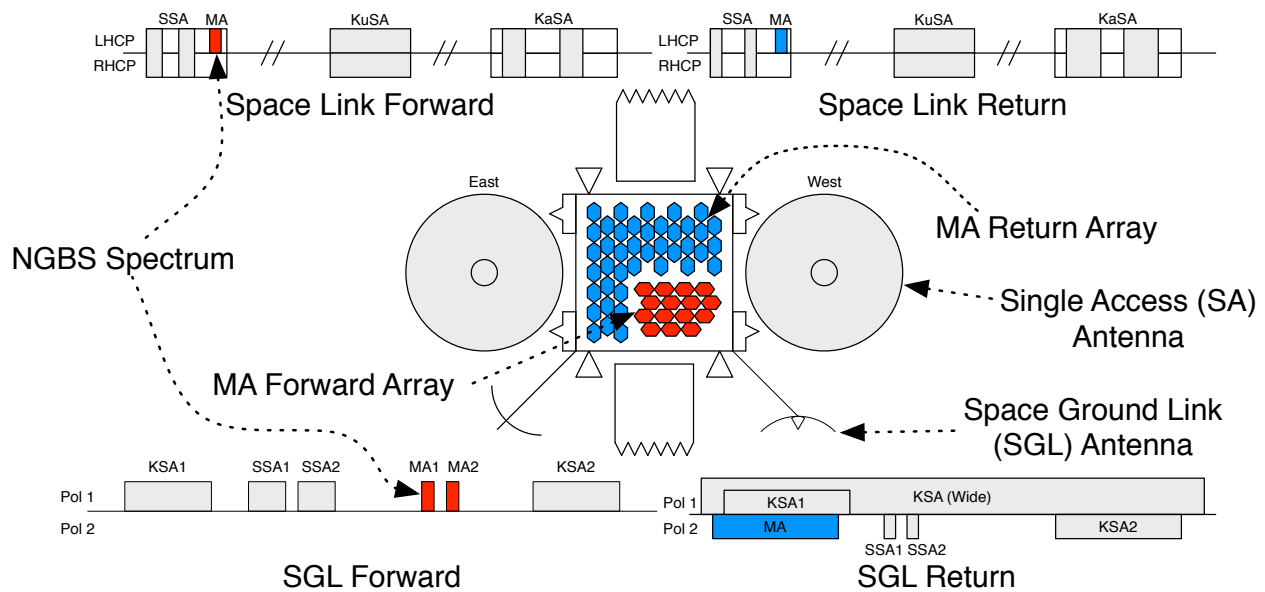 SSA MA KuSA KaSA
LHCP
RHCP
Space Link Forward
SSA MA KuSA KaSA
LHCP
RHCP
Space Link Return
East
West
NGBS Spectrum
MA Return Array
Single Access (SA)
Antenna
MA Forward Array
Space Ground Link
(SGL) Antenna
KSA1 SSA1 SSA2 MA1 MA2 KSA2
Pol 1
Pol 2
SGL Forward
Pol 1 KSA1 KSA (Wide)
Pol 2 MA KSA2
SSA1 SSA2
SGL Return